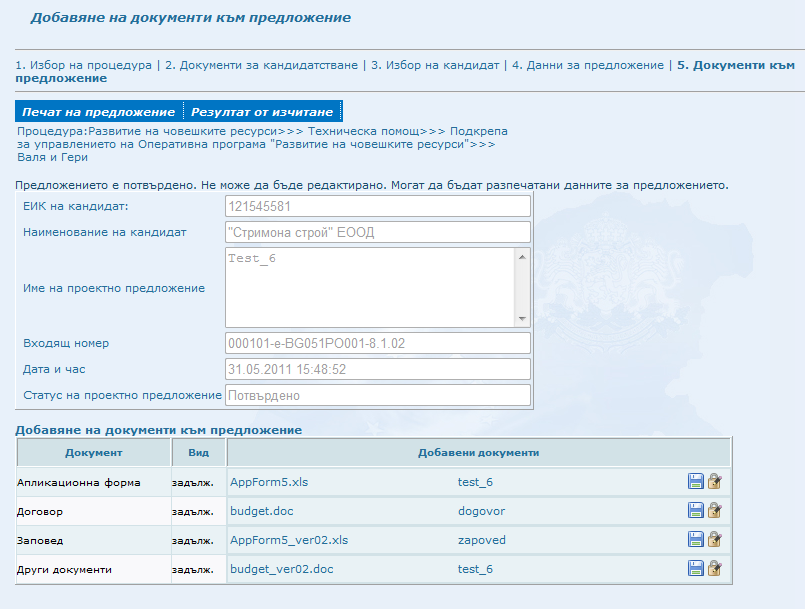 Добавяне на документи към предложение
1. Избор на процедура | 2. Документи за кандидатстване | 3. Избор на кандидат | 4. Данни за предложение | 5. Документи към
предложение
Печат на предложение Резултат от изчитане
Процедура:Развитие на човешките ресурси>>> Техническа помощ>>> Подкрепа
за управлението на Оперативна програма "Развитие на човешките ресурси">>>
Валя и Гери
Предложението е потвърдено. Не може да бъде редактирано. Могат да бъдат разпечатани данните за предложението.
ЕИК на кандидат: 121545581
Наименование на кандидат "Стримона строй" ЕООД
Име на проектно предложение Test_6
Входящ номер 000101-e-BG051PO001-8.1.02
Дата и час 31.05.2011 15:48:52
Статус на проектно предложение Потвърдено
Добавяне на документи към предложение
Документ Вид Добавени документи
Апликационна форма задълж. AppForm5.xls test_6
Договор задълж. budget.doc dogovor
Заповед задълж. AppForm5_ver02.xls zapoved
Други документи задълж. budget_ver02.doc test_6